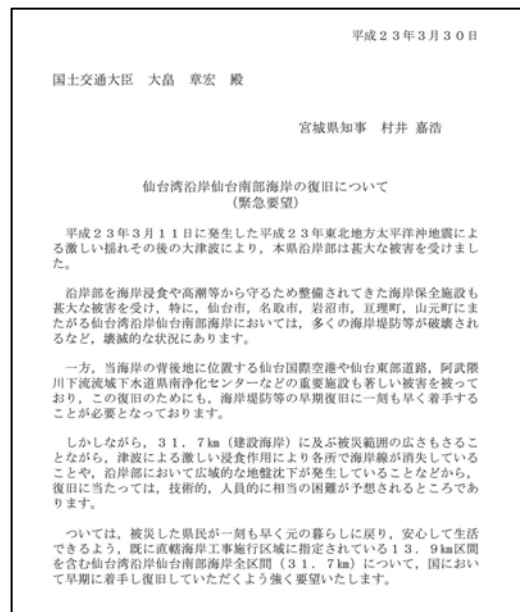 平成２３年３月３０日
国土交通大臣　大畠　章宏　殿
宮城県知事　村井 嘉浩
仙台湾沿岸仙台南部海岸の復旧について
（緊急要望）
平成２３年３月１１日に発生した平成２３年東北地方太平洋沖地震によ
る激しい揺れその後の大津波により，本県沿岸部は甚大な被害を受けまし
た。
沿岸部を海岸浸食や高潮等から守るため整備されてきた海岸保全施設も
甚大な被害を受け，特に，仙台市，名取市，岩沼市，亘理町，山元町にま
たがる仙台湾沿岸仙台南部海岸においては，多くの海岸堤防等が破壊され
るなど，壊滅的な状況にあります。
一方，当海岸の背後地に位置する仙台国際空港や仙台東部道路，阿武隈
川下流流域下水道県南浄化センターなどの重要施設も著しい被害を被って
おり，この復旧のためにも，海岸堤防等の早期復旧に一刻も早く着手する
ことが必要となっております。
しかしながら，３１．７㎞（建設海岸）に及ぶ被災範囲の広さもさるこ
とながら，津波による激しい浸食作用により各所で海岸線が消失している
ことや，沿岸部において広域的な地盤沈下が発生していることなどから，
復旧に当たっては，技術的，人員的に相当の困難が予想されるところであ
ります。
ついては，被災した県民が一刻も早く元の暮らしに戻り，安心して生活
できるよう，既に直轄海岸工事施行区域に指定されている１３．９㎞区間
を含む仙台湾沿岸仙台南部海岸全区間（３１．７㎞）について，国におい
て早期に着手し復旧していただくよう強く要望いたします。